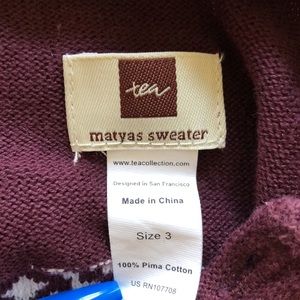 tea
matyas sweater
www.teacollection.com
Designed in San Francisco
Made in China
Size 3
100% Pima Cotton
US RN107708